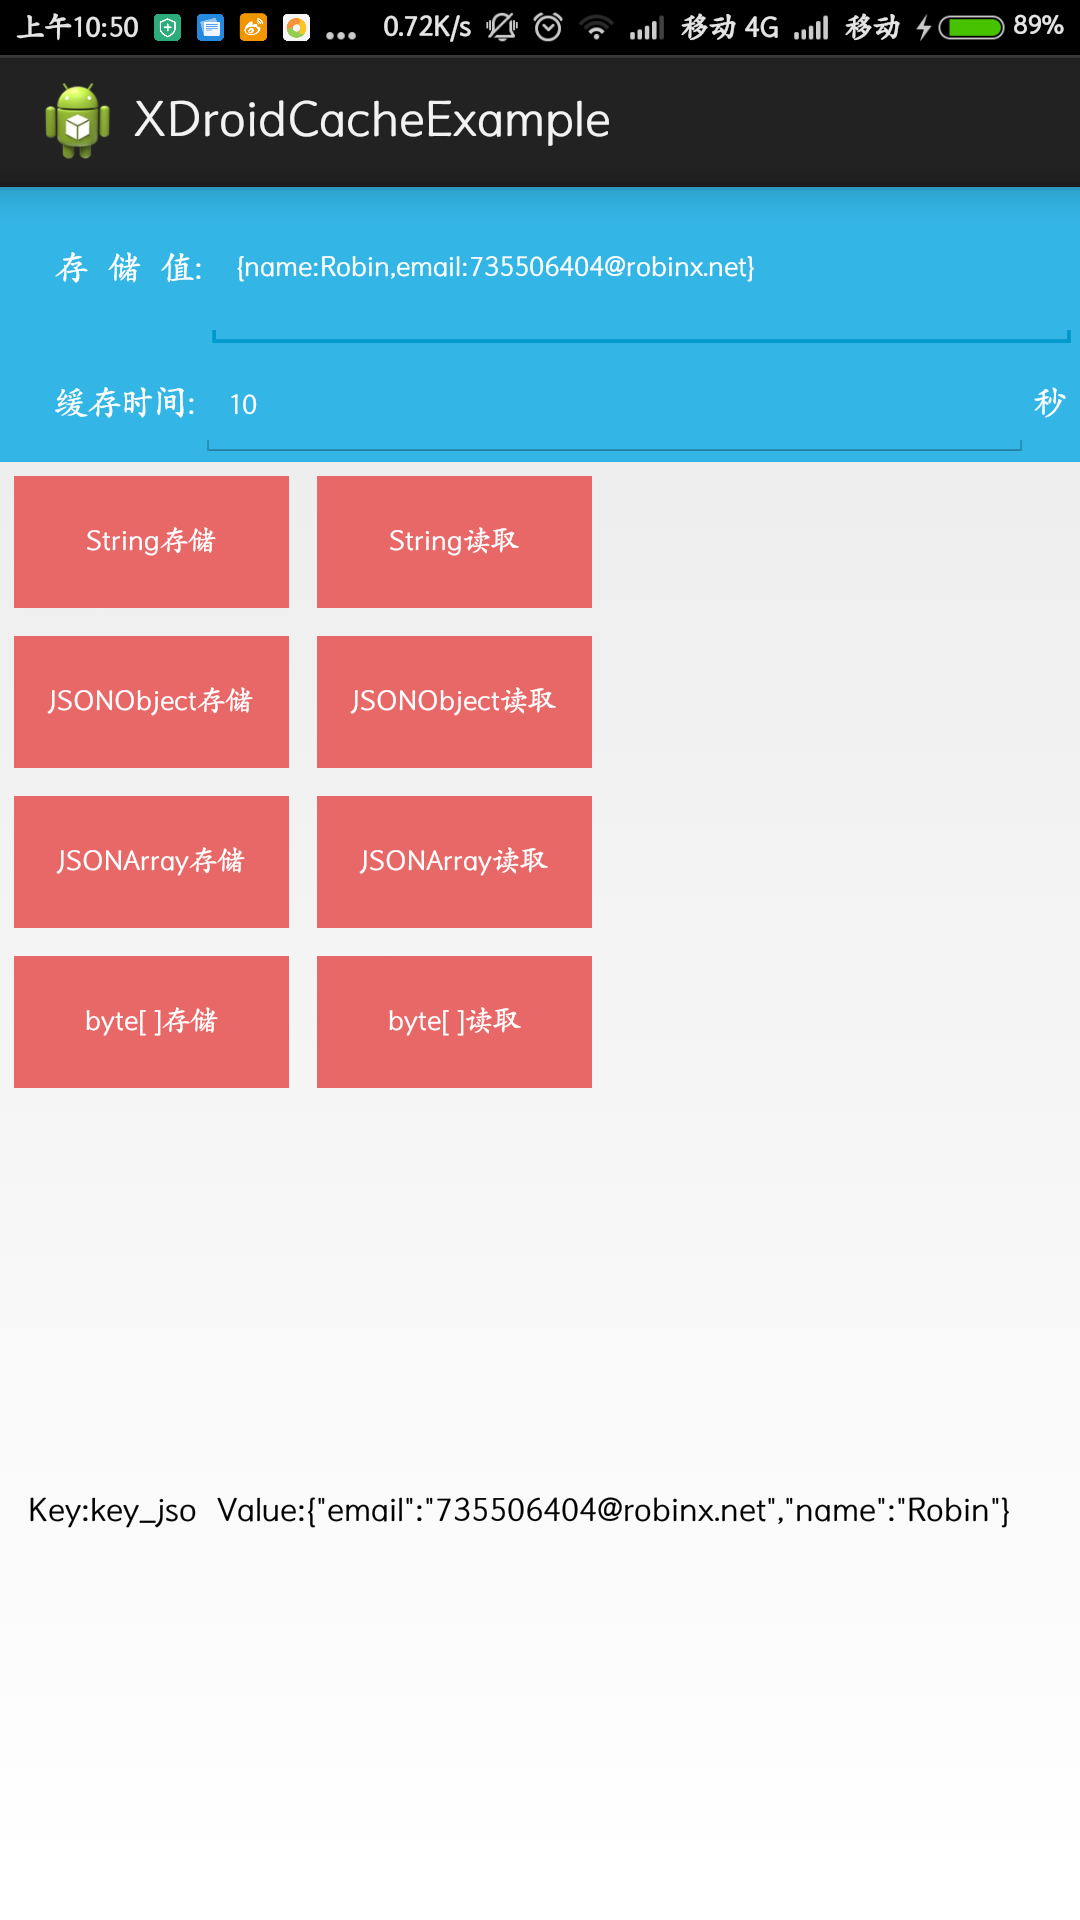 上午10:50 ... 0.72K/s 移动 4G 移动 89%
XDroidCacheExample
存 储 值: {name:Robin,email:735506404@robinx.net}
缓存时间: 10 秒
String存储 String读取
JSONObject存储 JSONObject读取
JSONArray存储 JSONArray读取
byte[ ]存储 byte[ ]读取
Key:key_jso Value:{"email":"735506404@robinx.net","name":"Robin"}